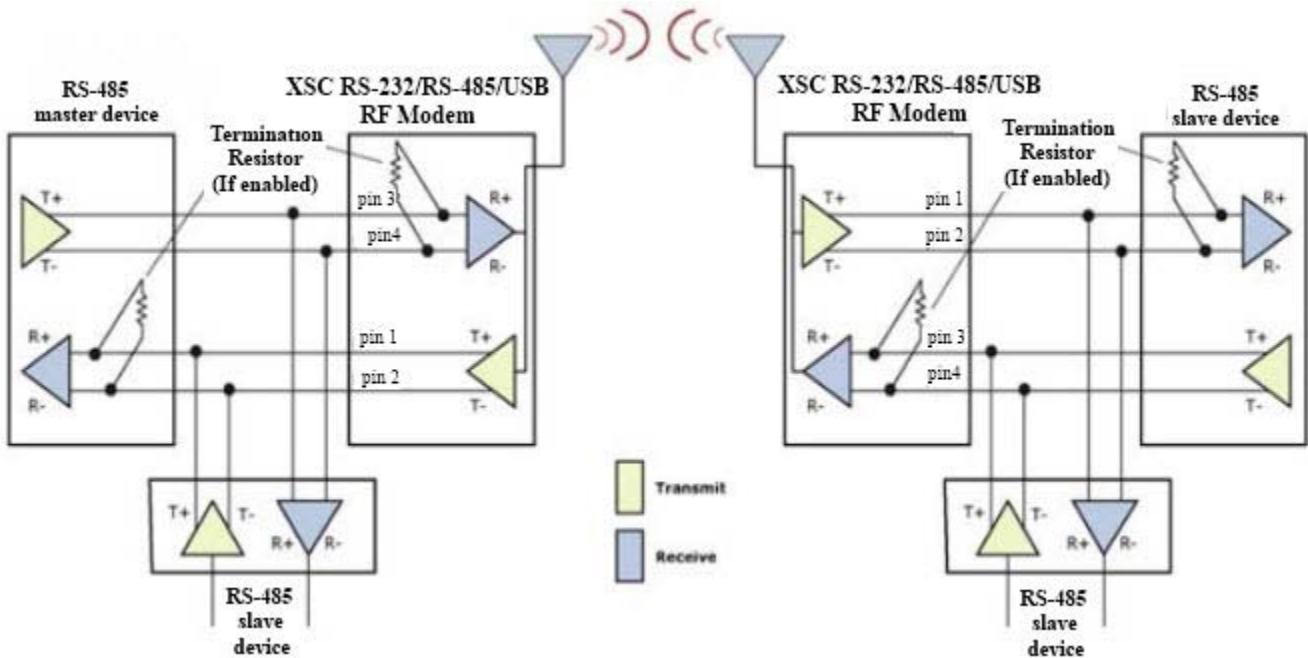 RS-485
master device
XSC RS-232/RS-485/USB
RF Modem
Termination
Resistor
(If enabled)
T+
T-
R+
R-
pin 3
pin4
R+
R-
pin 1
pin 2
T+
T-
T+
T-
R+
R-
RS-485
slave
device
Transmit
Receive
XSC RS-232/RS-485/USB
RF Modem
RS-485
slave device
Termination
Resistor
(If enabled)
T+
T-
pin 1
pin 2
R+
R-
R+
R-
pin 3
pin4
T+
T-
T+
T-
R+
R-
RS-485
slave
device